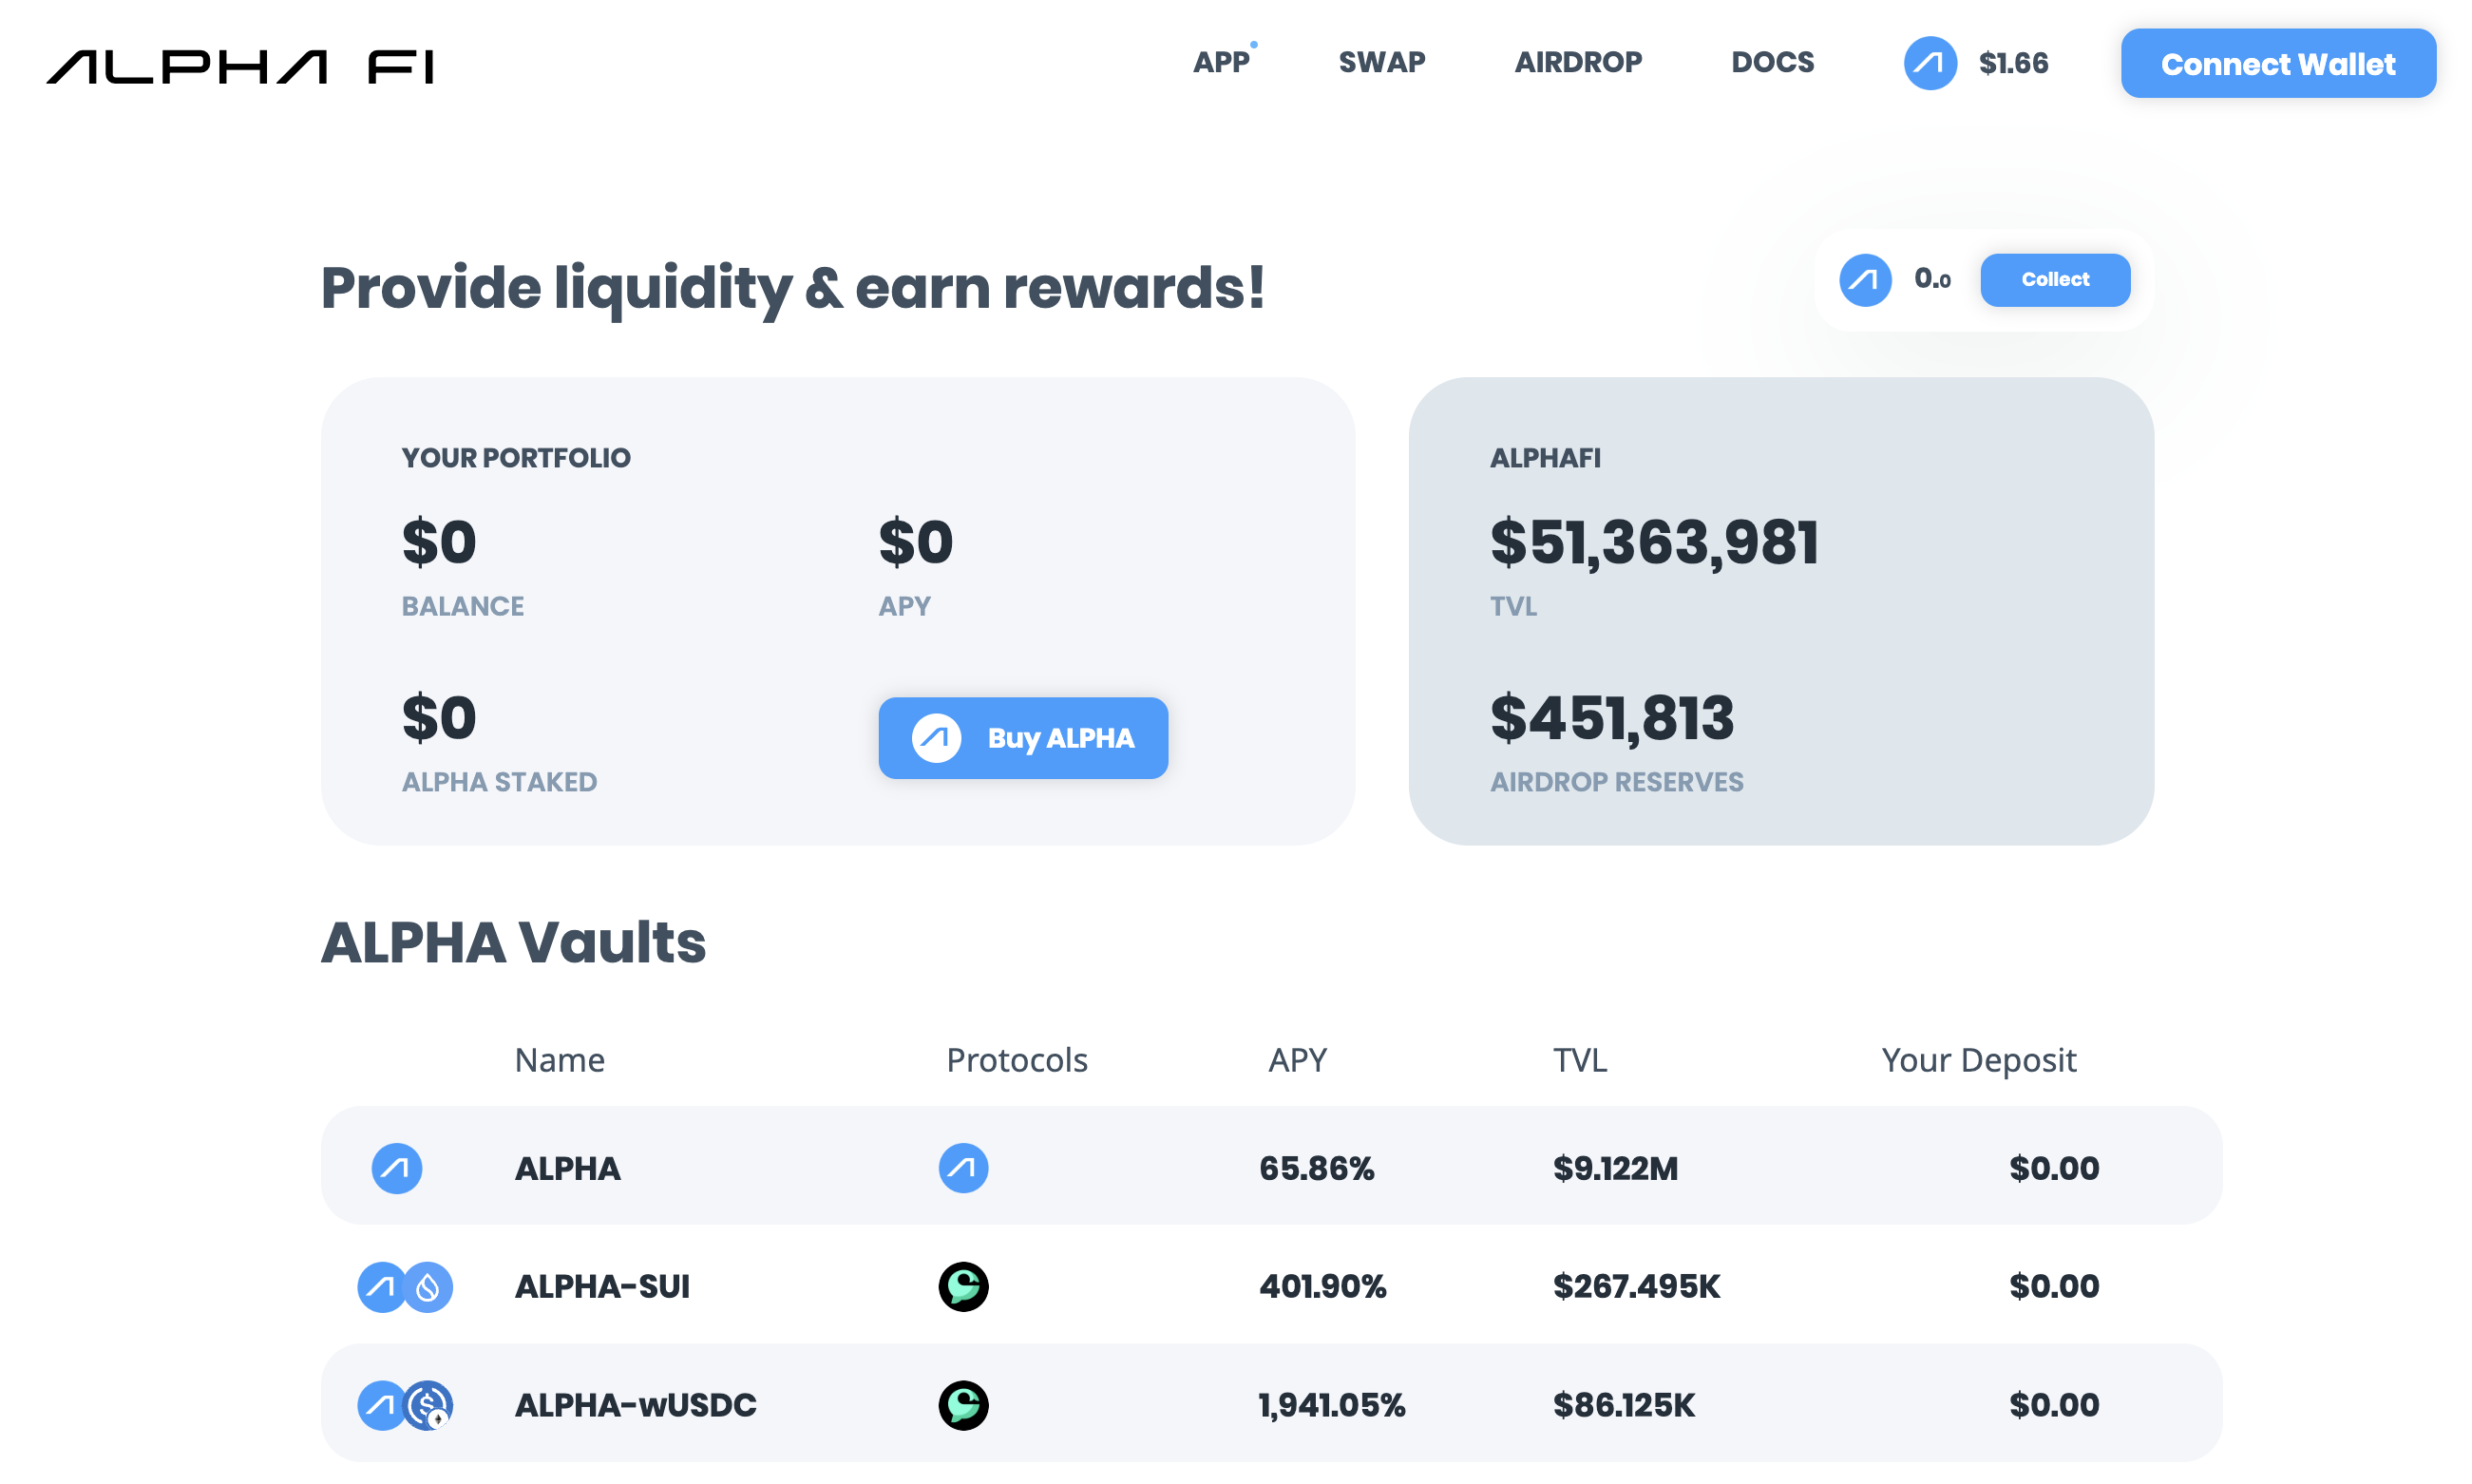 ALPHA FI
APP
SWAP
AIRDROP
DOCS
$1.66
Connect Wallet
Provide liquidity & earn rewards!
0.0
Collect
YOUR PORTFOLIO
$0
BALANCE
$0
APY
$0
ALPHA STAKED
Buy ALPHA
ALPHAFI
$51,363,981
TVL
$451,813
AIRDROP RESERVES
ALPHA Vaults
Name Protocols APY TVL Your Deposit
ALPHA 65.86% $9.122M $0.00
ALPHA-SUI 401.90% $267.495K $0.00
ALPHA-wUSDC 1,941.05% $86.125K $0.00